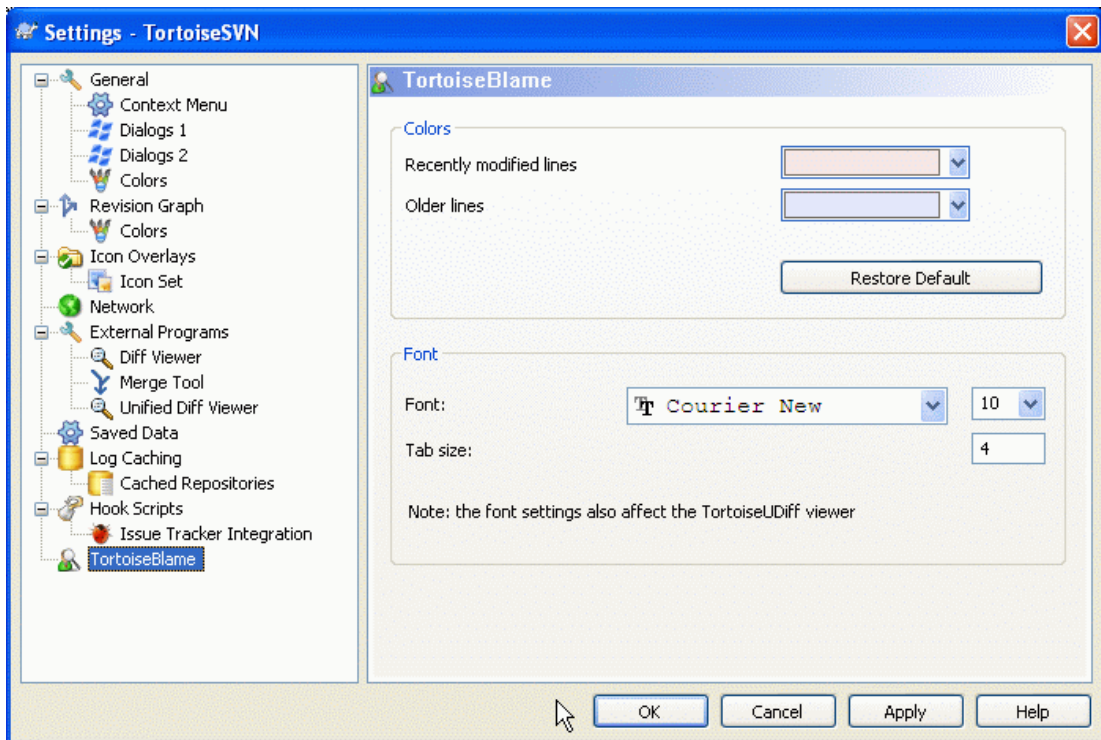 Settings - TortoiseSVN
General
Context Menu
Dialogs 1
Dialogs 2
Colors
Revision Graph
Colors
Icon Overlays
Icon Set
Network
External Programs
Diff Viewer
Merge Tool
Unified Diff Viewer
Saved Data
Log Caching
Cached Repositories
Hook Scripts
Issue Tracker Integration
TortoiseBlame
TortoiseBlame
Colors
Recently modified lines
Older lines
Restore Default
Font
Font: Courier New 10
Tab size: 4
Note: the font settings also affect the TortoiseUDiff viewer
OK Cancel Apply Help